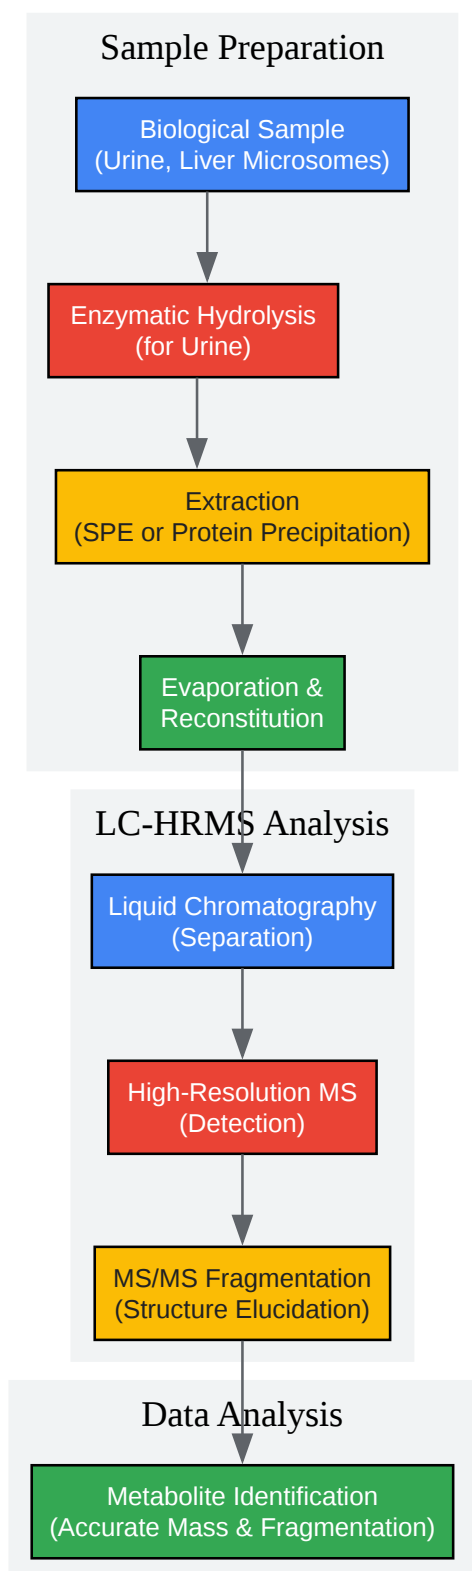 Sample Preparation
Biological Sample
(Urine, Liver Microsomes)
Enzymatic Hydrolysis
(for Urine)
Extraction
(SPE or Protein Precipitation)
Evaporation &
Reconstitution
LC-HRMS Analysis
Liquid Chromatography
(Separation)
High-Resolution MS
(Detection)
MS/MS Fragmentation
(Structure Elucidation)
Data Analysis
Metabolite Identification
(Accurate Mass & Fragmentation)